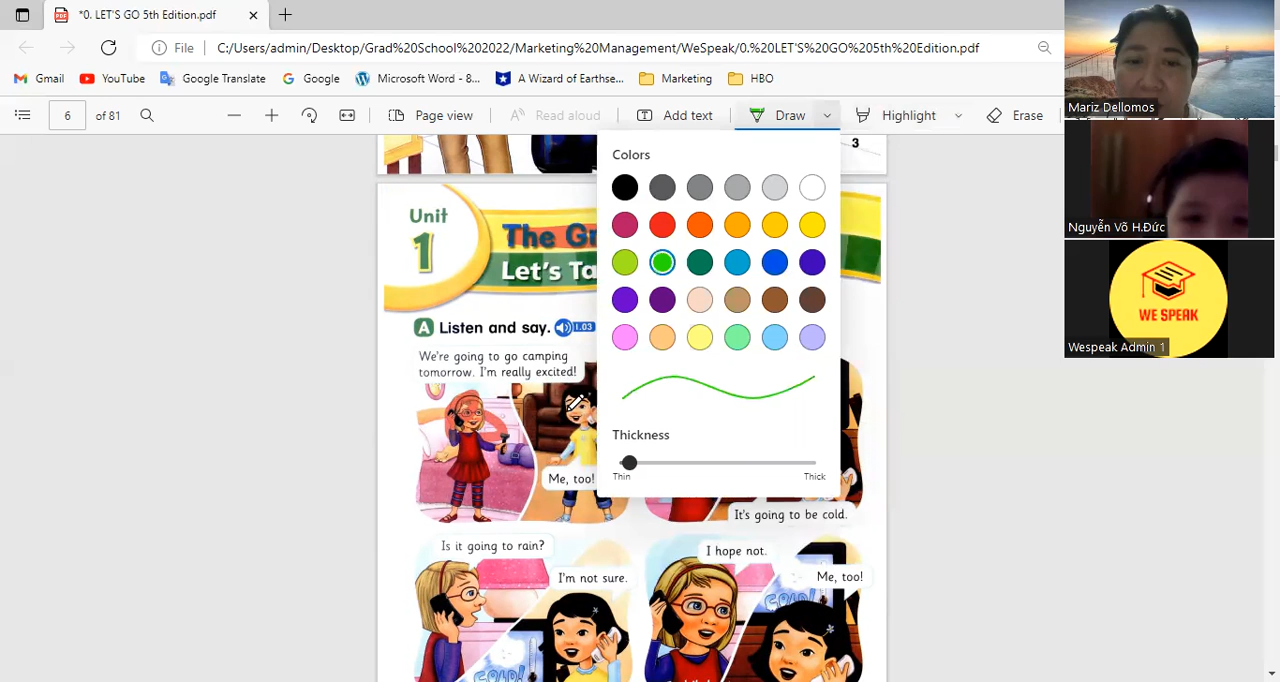 *0. LET'S GO 5th Edition.pdf
File C:/Users/admin/Desktop/Grad%20School%202022/Marketing%20Management/WeSpeak/0.%20LET'S%20GO%205th%20Edition.pdf
Gmail YouTube Google Translate Google Microsoft Word - 8... A Wizard of Earthse... Marketing HBO
6 of 81 Page view Read aloud Add text Draw Highlight Erase
3
Colors
Thickness
Thin Thick
Unit
1
The Gr
Let's Ta
A Listen and say. 1.03
We're going to go camping
tomorrow. I'm really excited!
Me, too!
It's going to be cold.
Is it going to rain?
I'm not sure.
I hope not.
Me, too!
COLD!
COLD!
Mariz Dellomos
Nguyễn Võ H.Đức
WE SPEAK
Wespeak Admin 1